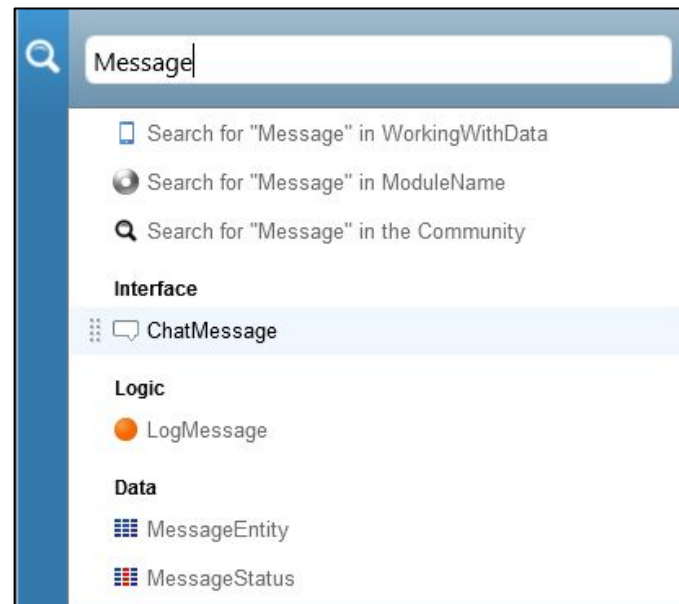 Message
Search for "Message" in WorkingWithData
Search for "Message" in ModuleName
Search for "Message" in the Community
Interface
ChatMessage
Logic
LogMessage
Data
MessageEntity
MessageStatus